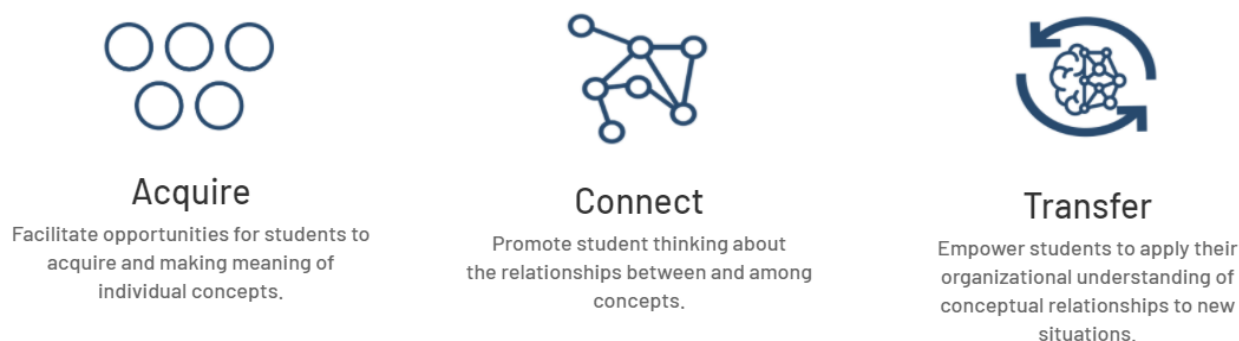 Acquire
Facilitate opportunities for students to
acquire and making meaning of
individual concepts.
Connect
Promote student thinking about
the relationships between and among
concepts.
Transfer
Empower students to apply their
organizational understanding of
conceptual relationships to new
situations.